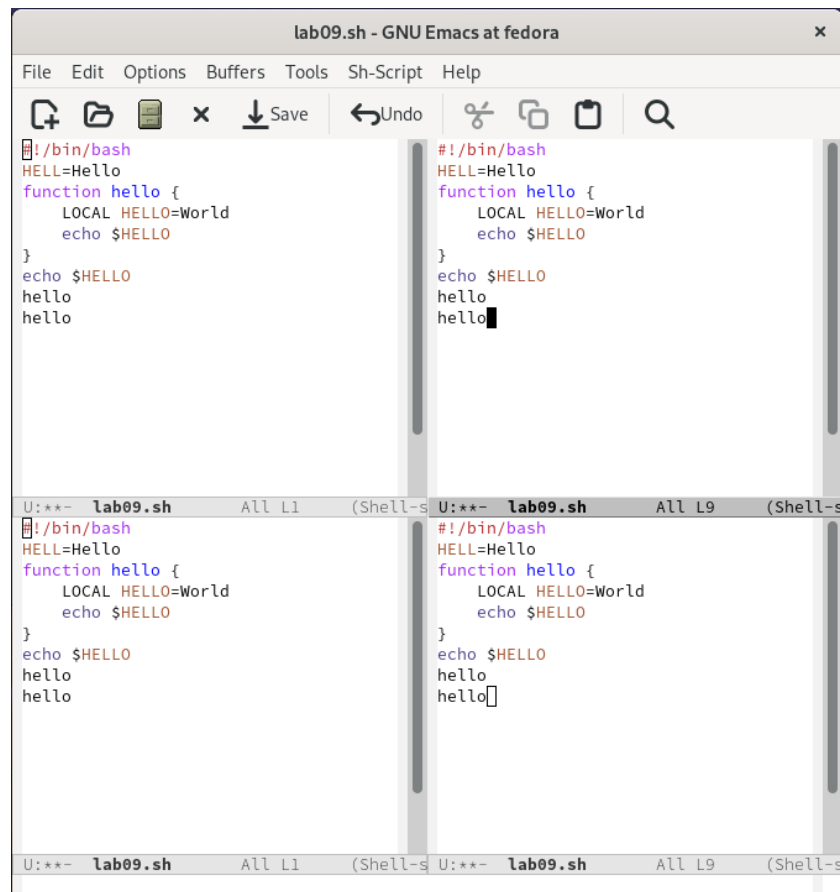 lab09.sh - GNU Emacs at fedora
File Edit Options Buffers Tools Sh-Script Help
Save Undo
#!/bin/bash
HELL=Hello
function hello {
    LOCAL HELLO=World
    echo $HELLO
}
echo $HELLO
hello
hello
U:**- lab09.sh All L1 (Shell-s
#!/bin/bash
HELL=Hello
function hello {
    LOCAL HELLO=World
    echo $HELLO
}
echo $HELLO
hello
hello
U:**- lab09.sh All L9 (Shell-s
#!/bin/bash
HELL=Hello
function hello {
    LOCAL HELLO=World
    echo $HELLO
}
echo $HELLO
hello
hello
U:**- lab09.sh All L1 (Shell-s
#!/bin/bash
HELL=Hello
function hello {
    LOCAL HELLO=World
    echo $HELLO
}
echo $HELLO
hello
hello
U:**- lab09.sh All L9 (Shell-s